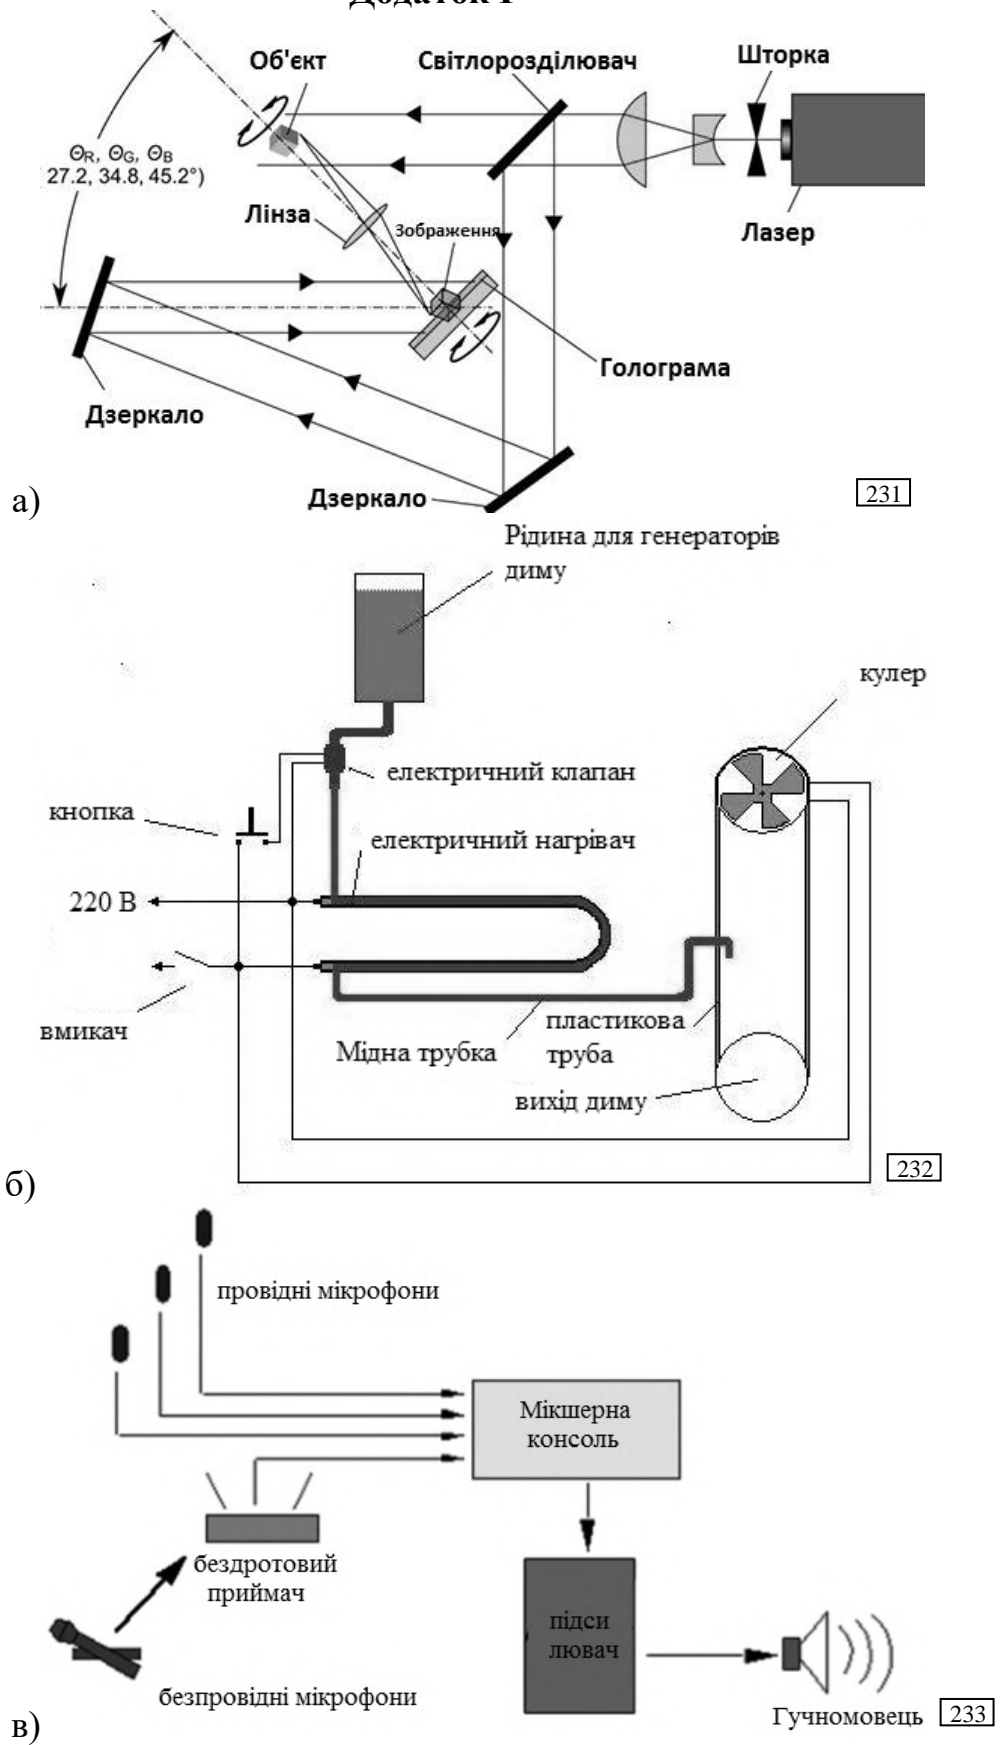 Додаток 1
Об'єкт
Світлорозділювач
Шторка
ΘR, ΘG, ΘB
27.2, 34.8, 45.2°)
Лінза
Зображення
Лазер
Голограма
Дзеркало
Дзеркало
а)
231
Рідина для генераторів
диму
кулер
електричний клапан
кнопка
електричний нагрівач
220 В
вмикач
Мідна трубка
пластикова
труба
вихід диму
232
б)
провідні мікрофони
Мікшерна
консоль
бездротовий
приймач
підси
лювач
безпровідні мікрофони
Гучномовець
233
в)